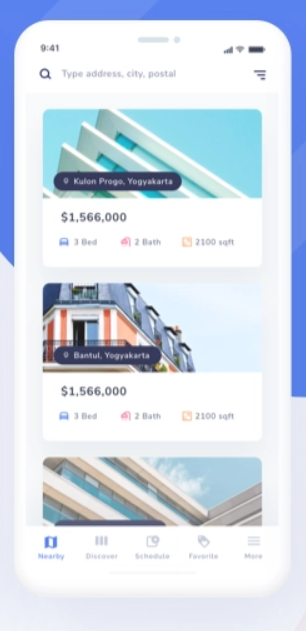 9:41
Type address, city, postal
Kulon Progo, Yogyakarta
$1,566,000
3 Bed 2 Bath 2100 sqft
Bantul, Yogyakarta
$1,566,000
3 Bed 2 Bath 2100 sqft
Nearby Discover Schedule Favorite More